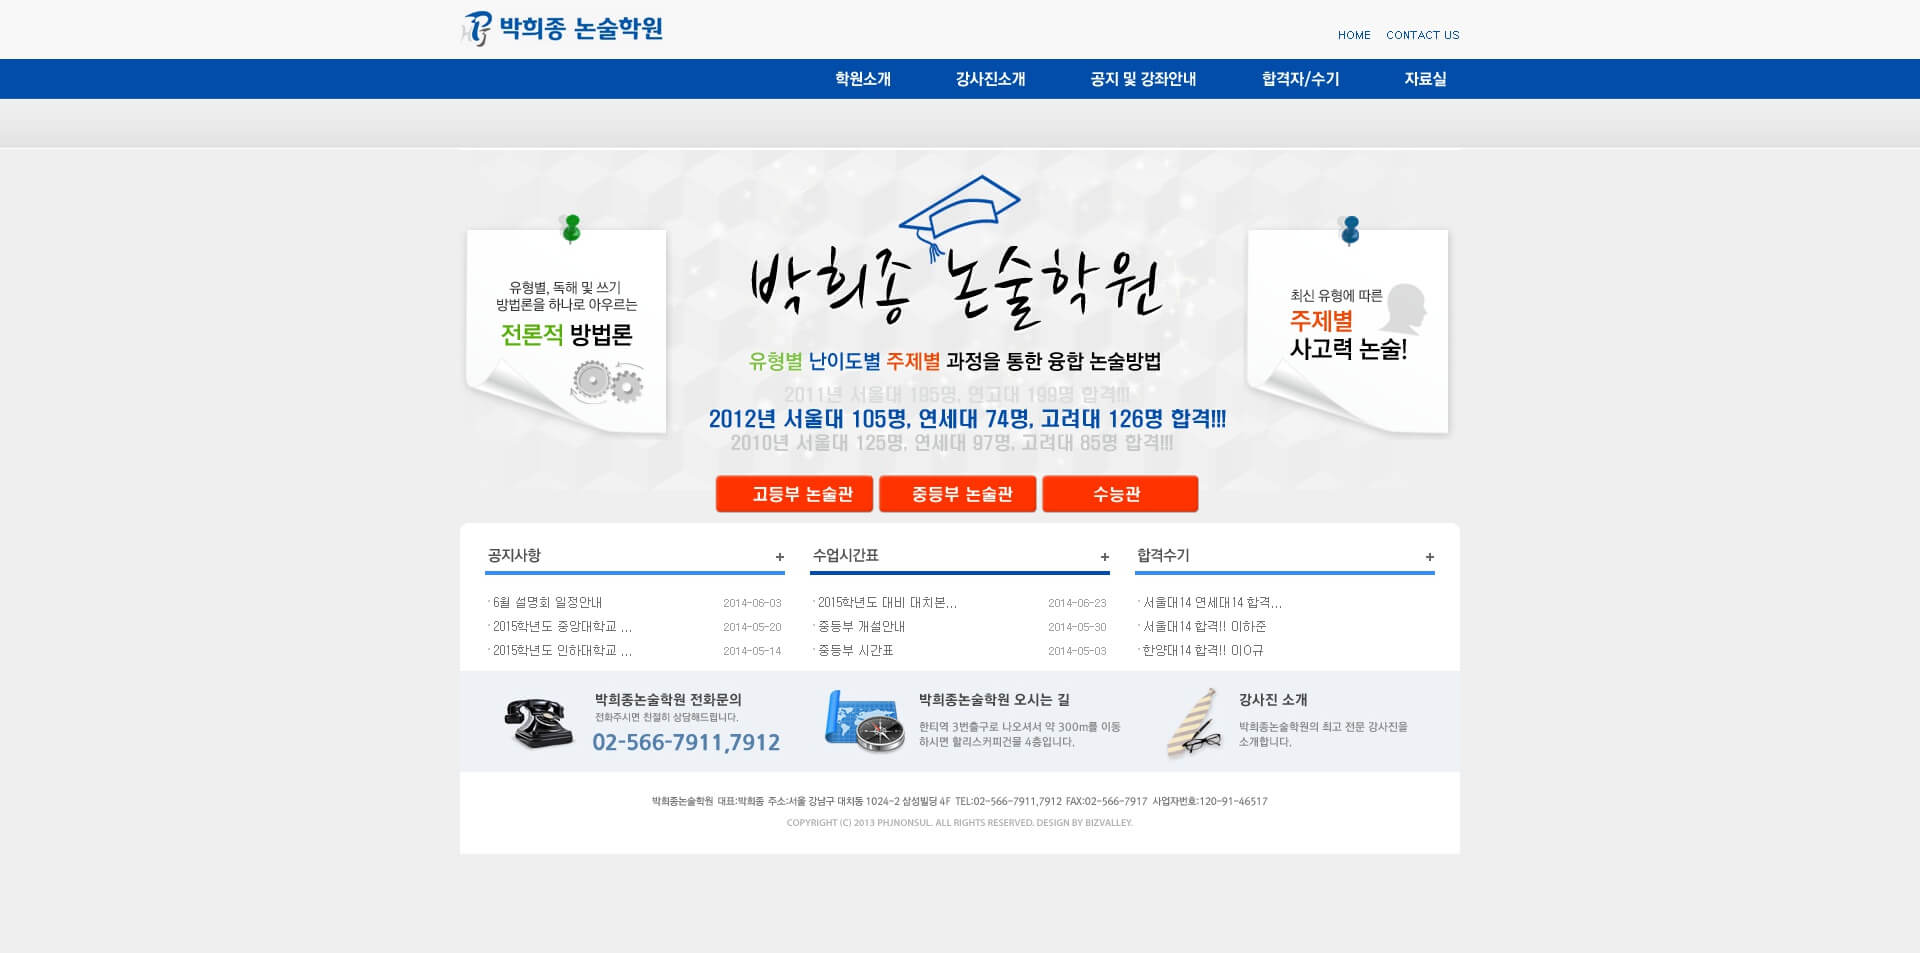 박희종 논술학원
HOME CONTACT US
학원소개 강사진소개 공지 및 강좌안내 합격자/수기 자료실
유형별, 독해 및 쓰기
방법론을 하나로 아우르는
전론적 방법론
박희종 논술학원
유형별 난이도별 주제별 과정을 통한 융합 논술방법
2011년 서울대 195명, 연고대 199명 합격!!!
2012년 서울대 105명, 연세대 74명, 고려대 126명 합격!!!
2010년 서울대 125명, 연세대 97명, 고려대 85명 합격!!!
최신 유형에 따른
주제별
사고력 논술!
고등부 논술관 중등부 논술관 수능관
공지사항 +
·6월 설명회 일정안내 2014-06-03
·2015학년도 중앙대학교 ... 2014-05-20
·2015학년도 인하대학교 ... 2014-05-14
수업시간표 +
·2015학년도 대비 대치본... 2014-06-23
·중등부 개설안내 2014-05-30
·중등부 시간표 2014-05-03
합격수기 +
·서울대14 연세대14 합격...
·서울대14 합격!! 이하준
·한양대14 합격!! 이O규
박희종논술학원 전화문의
전화주시면 친절히 상담해드립니다.
02-566-7911,7912
박희종논술학원 오시는 길
한티역 3번출구로 나오셔서 약 300m를 이동
하시면 할리스커피건물 4층입니다.
강사진 소개
박희종논술학원의 최고 전문 강사진을
소개합니다.
박희종논술학원 대표:박희종 주소:서울 강남구 대치동 1024-2 삼성빌딩 4F TEL:02-566-7911,7912 FAX:02-566-7917 사업자번호:120-91-46517
COPYRIGHT (C) 2013 PHJNONSUL. ALL RIGHTS RESERVED. DESIGN BY BIZVALLEY.